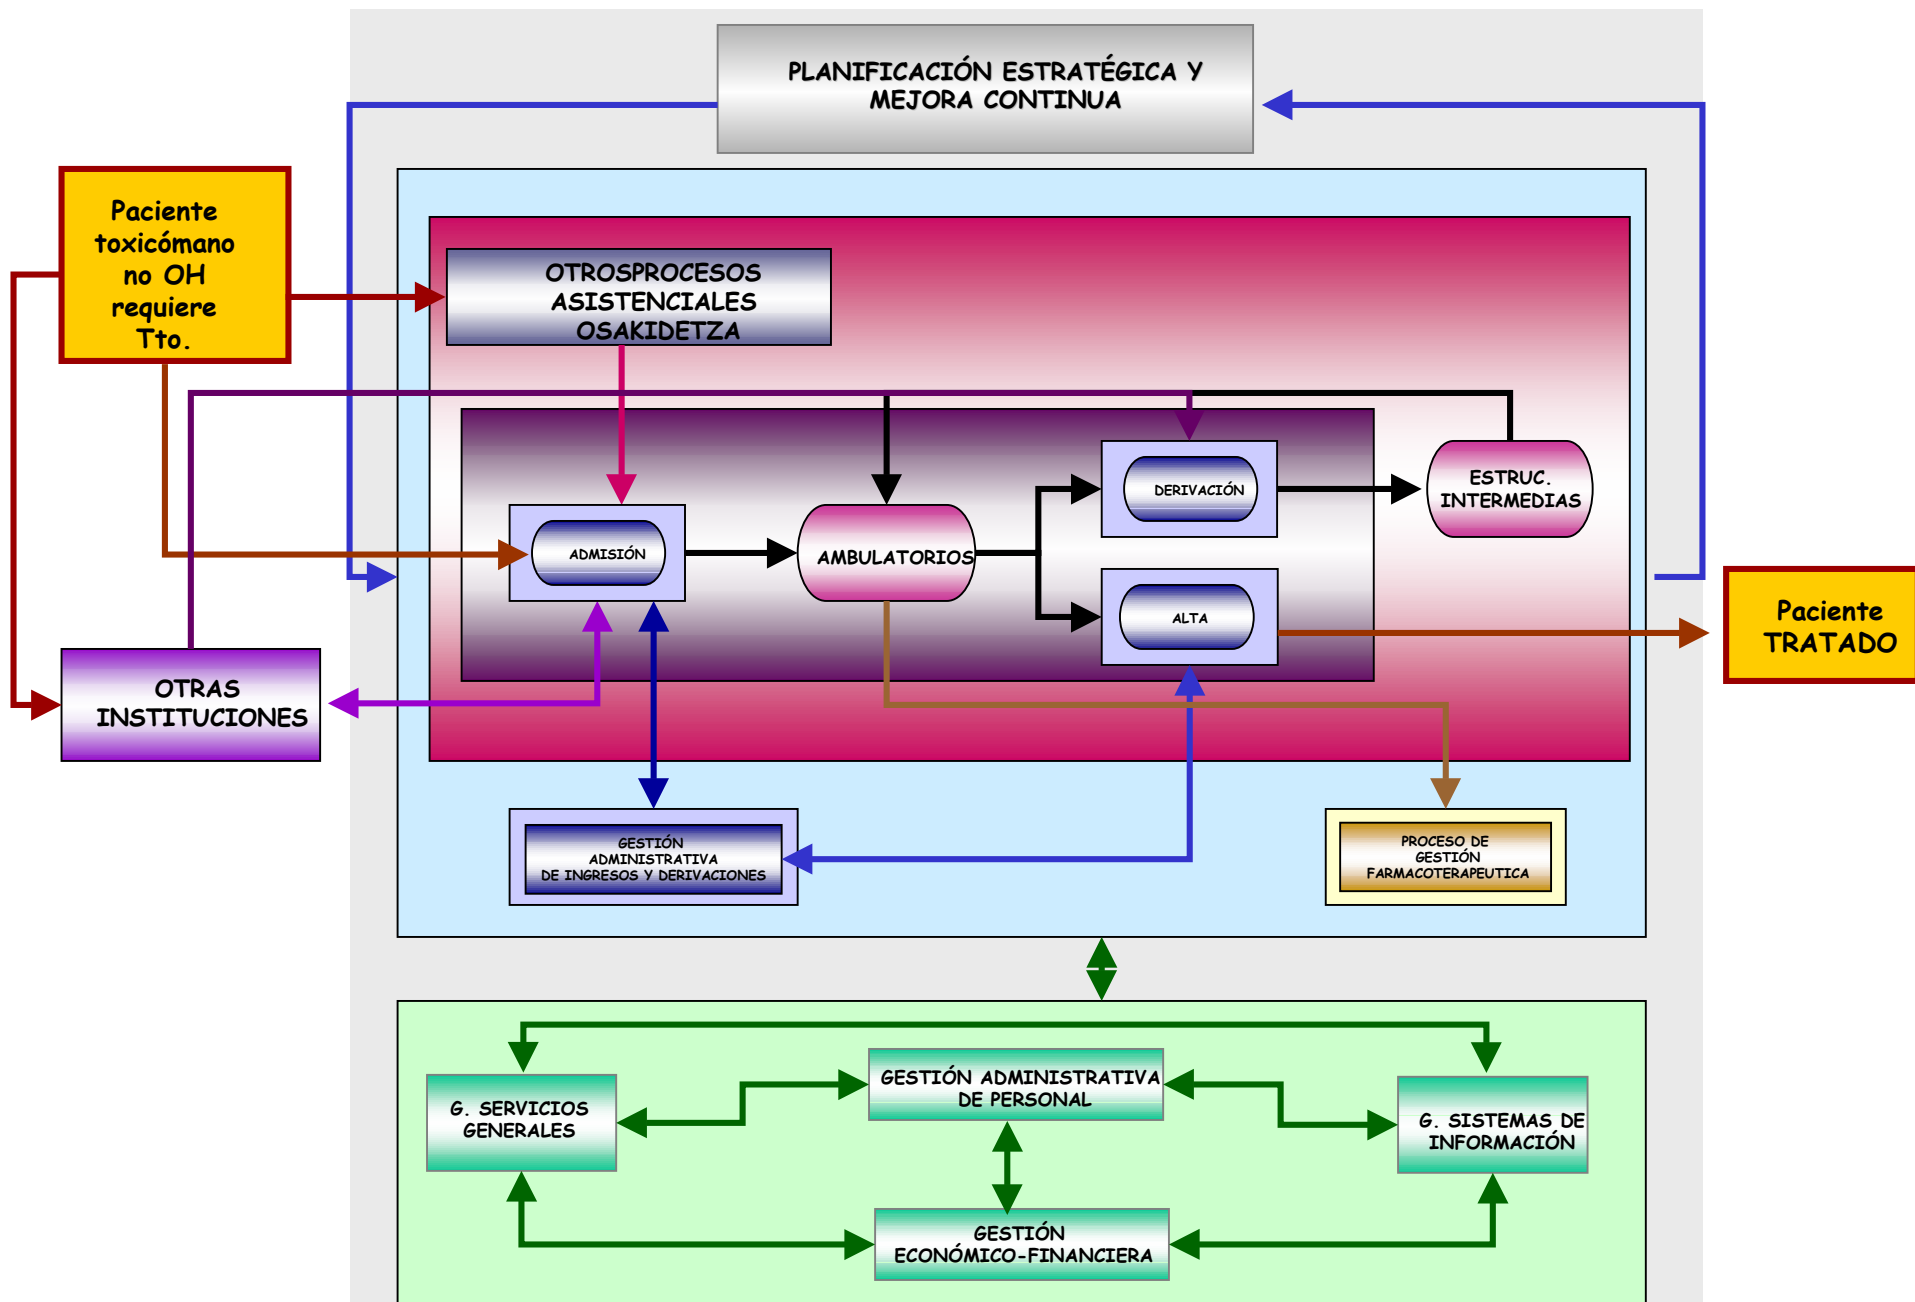 PLANIFICACIÓN ESTRATÉGICA Y
MEJORA CONTINUA
Paciente
toxicómano
no OH
requiere
Tto.
OTROSPROCESOS
ASISTENCIALES
OSAKIDETZA
DERIVACIÓN
ESTRUC.
INTERMEDIAS
ADMISIÓN
AMBULATORIOS
ALTA
Paciente
TRATADO
OTRAS
INSTITUCIONES
GESTIÓN
ADMINISTRATIVA
DE INGRESOS Y DERIVACIONES
PROCESO DE
GESTIÓN
FARMACOTERAPEUTICA
GESTIÓN ADMINISTRATIVA
DE PERSONAL
G. SERVICIOS
GENERALES
G. SISTEMAS DE
INFORMACIÓN
GESTIÓN
ECONÓMICO-FINANCIERA